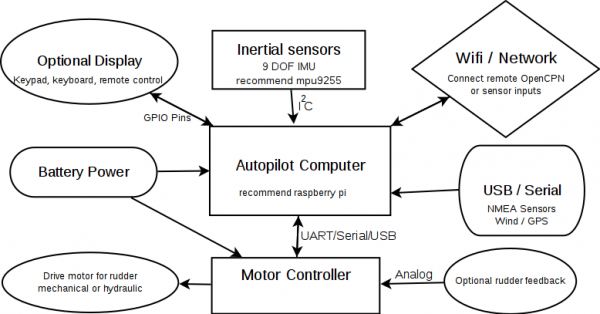 Optional Display
Keypad, keyboard, remote control
Inertial sensors
9 DOF IMU
recommend mpu9255
Wifi / Network
Connect remote OpenCPN
or sensor inputs
GPIO Pins
I²C
Battery Power
Autopilot Computer
recommend raspberry pi
USB / Serial
NMEA Sensors
Wind / GPS
UART/Serial/USB
Drive motor for rudder
mechanical or hydraulic
Motor Controller
Analog
Optional rudder feedback